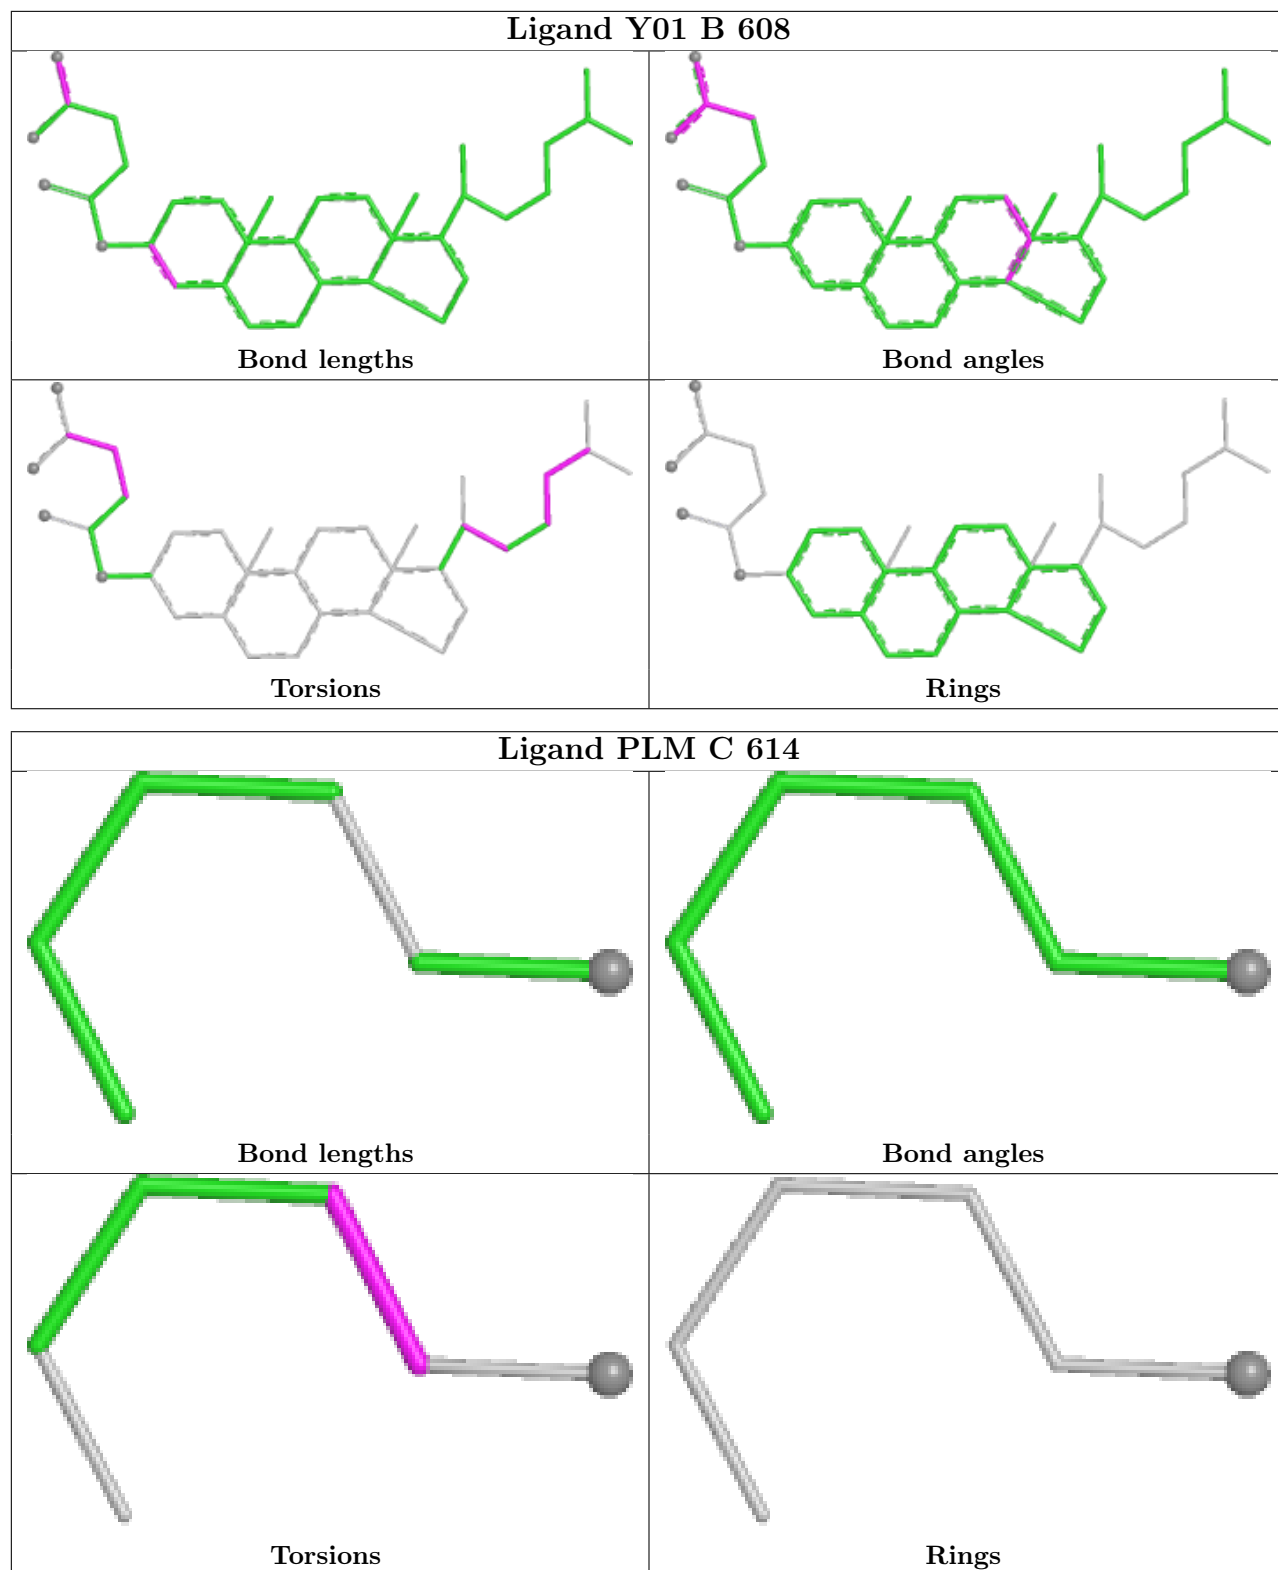 Ligand Y01 B 608
Bond lengths
Bond angles
Torsions
Rings
Ligand PLM C 614
Bond lengths
Bond angles
Torsions
Rings